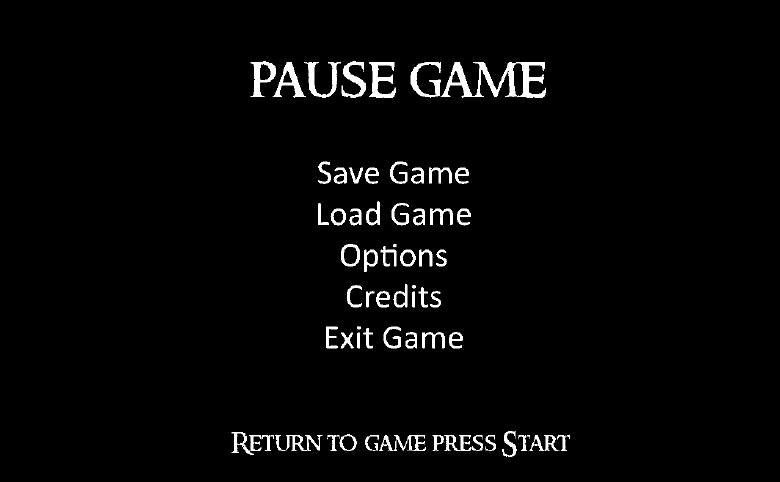 PAUSE GAME
Save Game
Load Game
Options
Credits
Exit Game
Return to game press Start